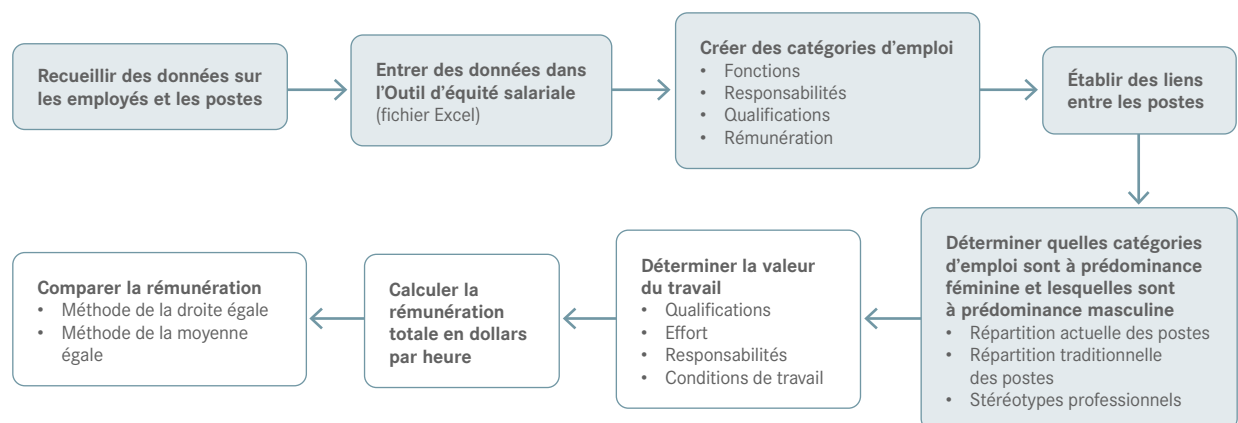 Recueillir des données sur
les employés et les postes
Entrer des données dans
l’Outil d’équité salariale
(fichier Excel)
Créer des catégories d’emploi
• Fonctions
• Responsabilités
• Qualifications
• Rémunération
Établir des liens
entre les postes
Déterminer quelles catégories
d’emploi sont à prédominance
féminine et lesquelles sont
à prédominance masculine
• Répartition actuelle des postes
• Répartition traditionnelle
des postes
• Stéréotypes professionnels
Déterminer la valeur
du travail
• Qualifications
• Effort
• Responsabilités
• Conditions de travail
Calculer la
rémunération
totale en dollars
par heure
Comparer la rémunération
• Méthode de la droite égale
• Méthode de la moyenne
égale